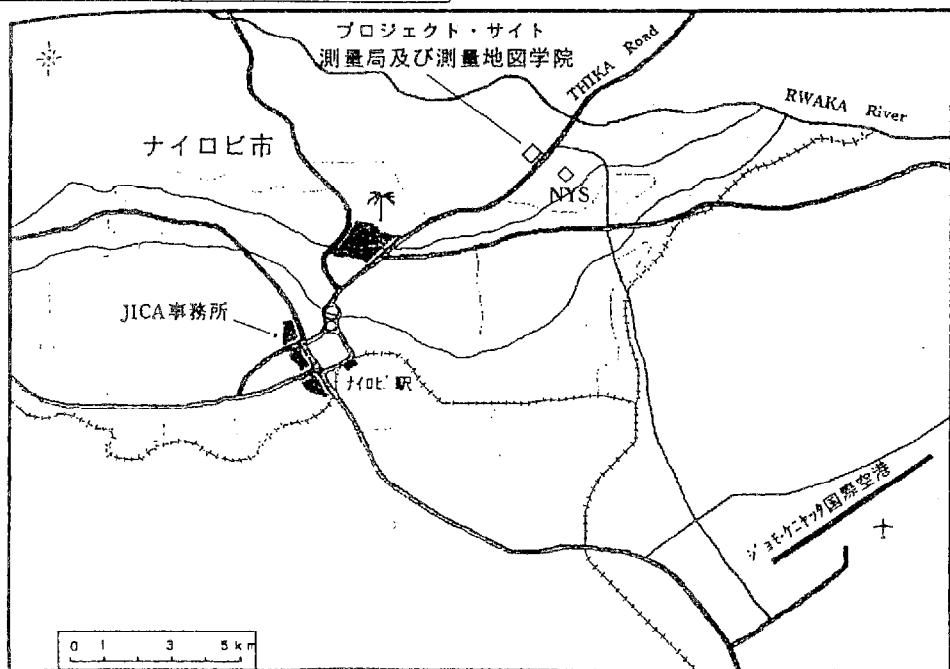 プロジェクト・サイト
測量局及び測量地図学院
THIKA Road
RWAKA River
ナイロビ市
NYS
JICA事務所
ナイロビ駅
ジョモ・ケニヤッタ国際空港
0 1 3 5 km